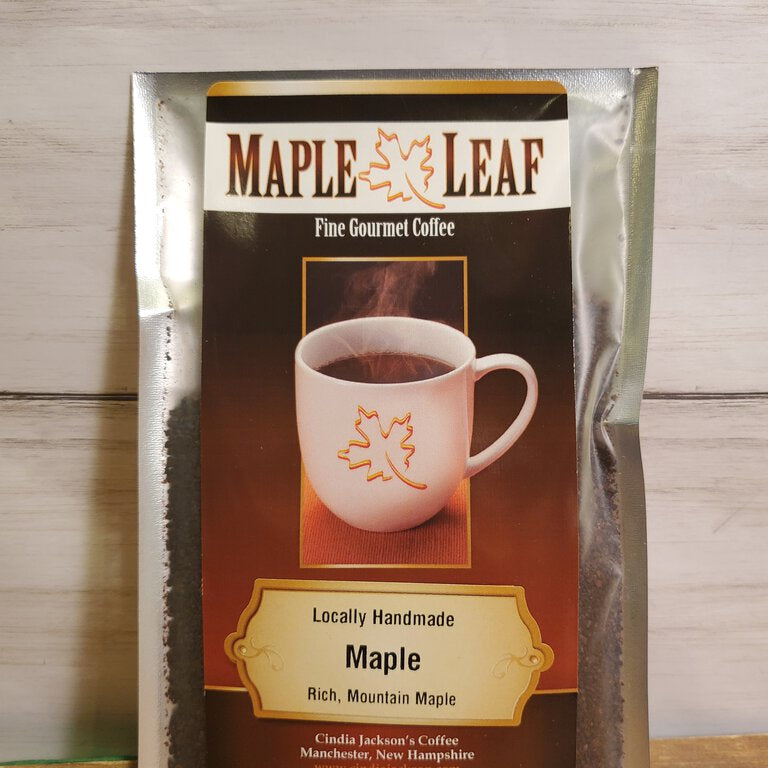 MAPLE LEAF
Fine Gourmet Coffee
Locally Handmade
Maple
Rich, Mountain Maple
Cindia Jackson's Coffee
Manchester, New Hampshire